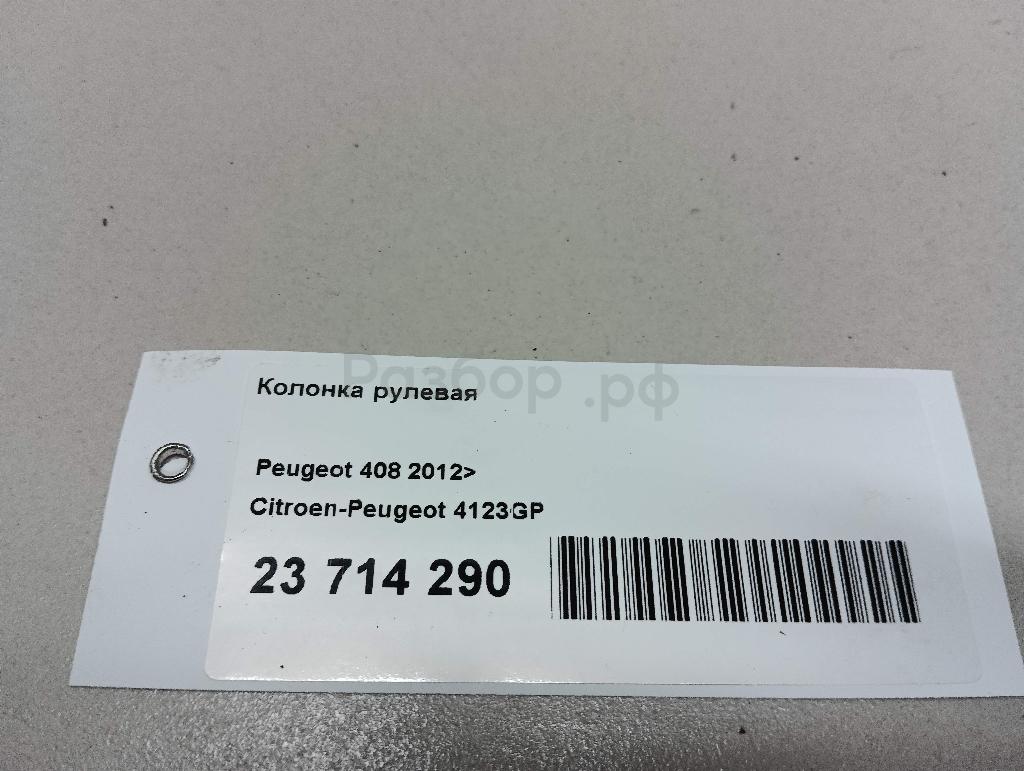 Разбор.рф
Колонка рулевая
Peugeot 408 2012>
Citroen-Peugeot 4123GP
23 714 290